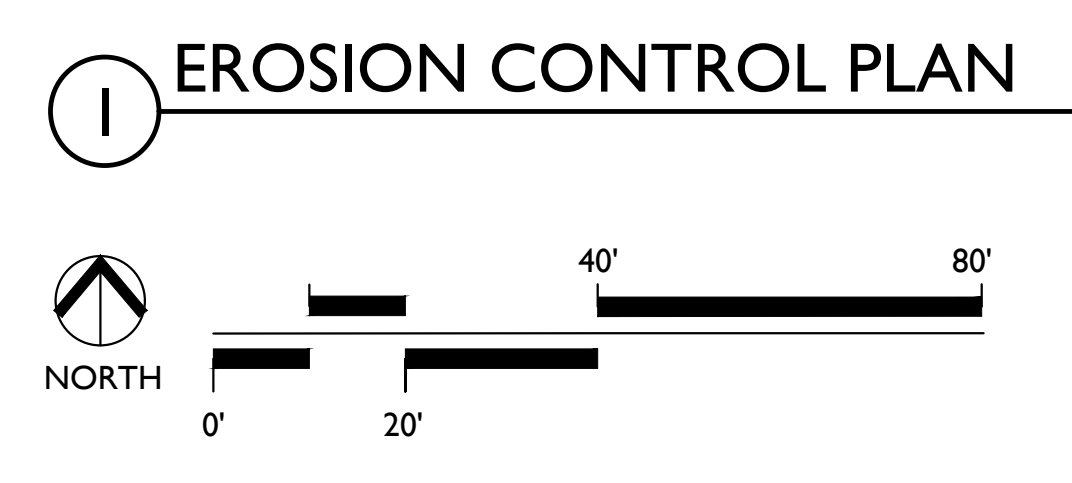 1
EROSION CONTROL PLAN
40' 80'
NORTH
0' 20'